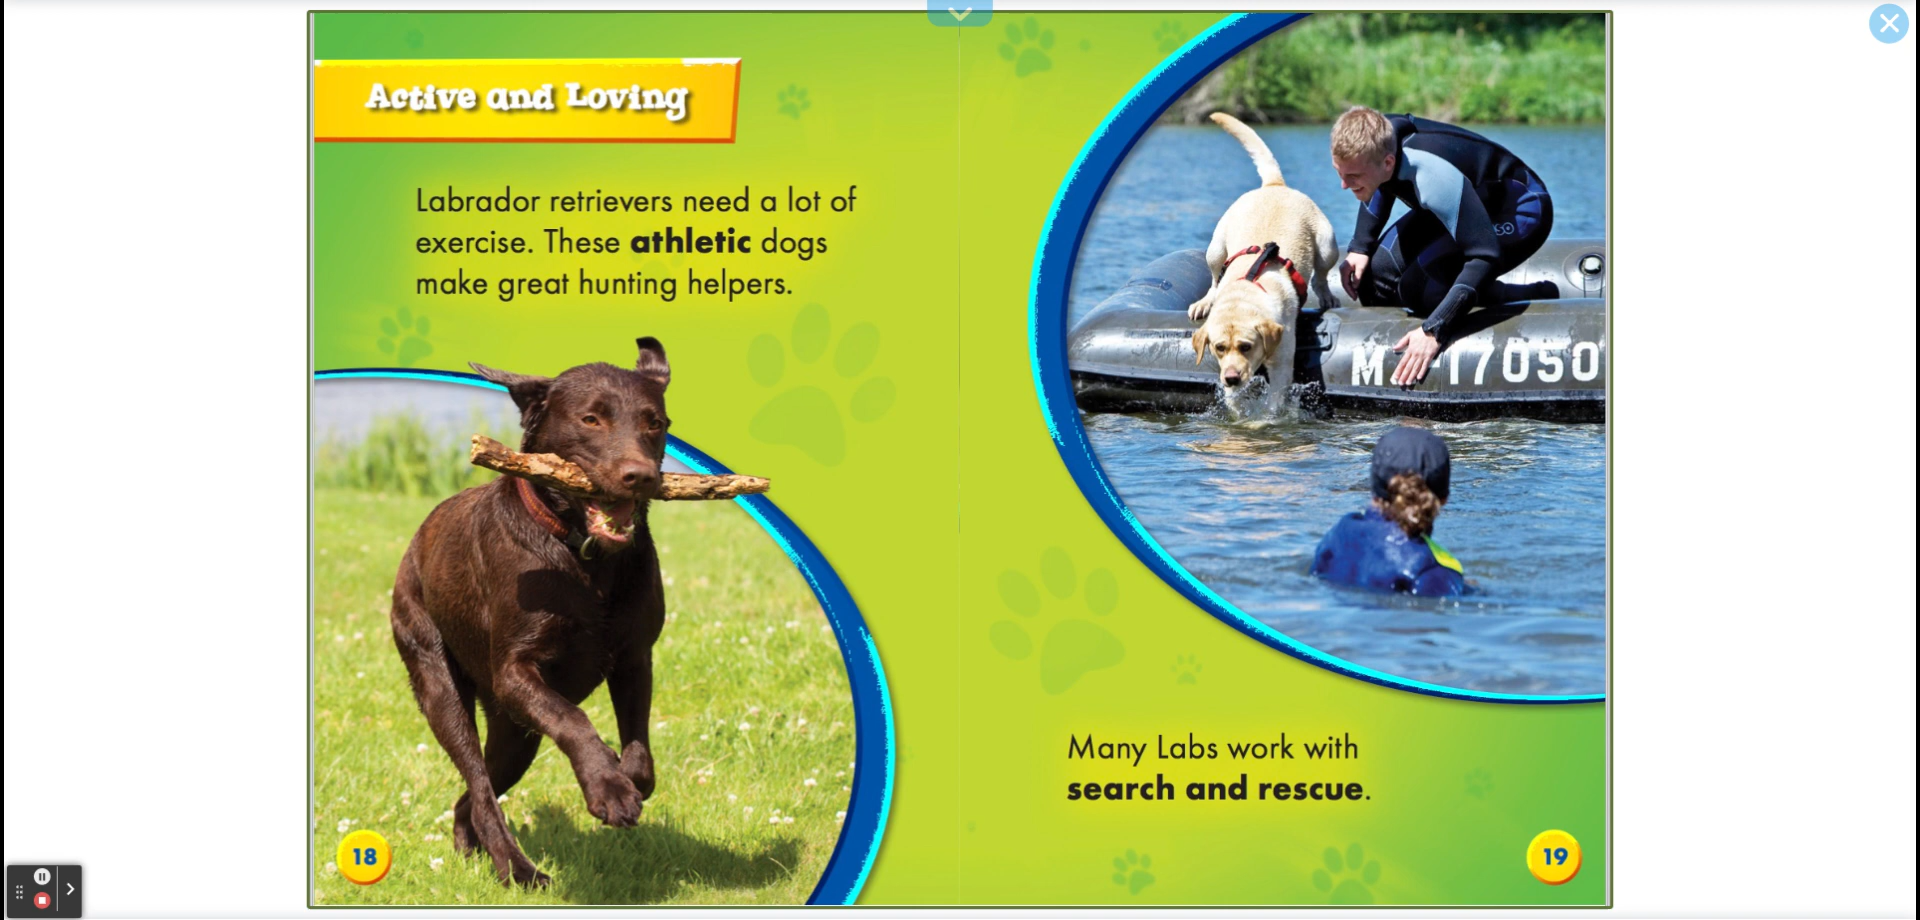 Active and Loving
Labrador retrievers need a lot of
exercise. These athletic dogs
make great hunting helpers.
18
17050
Many Labs work with
search and rescue.
19